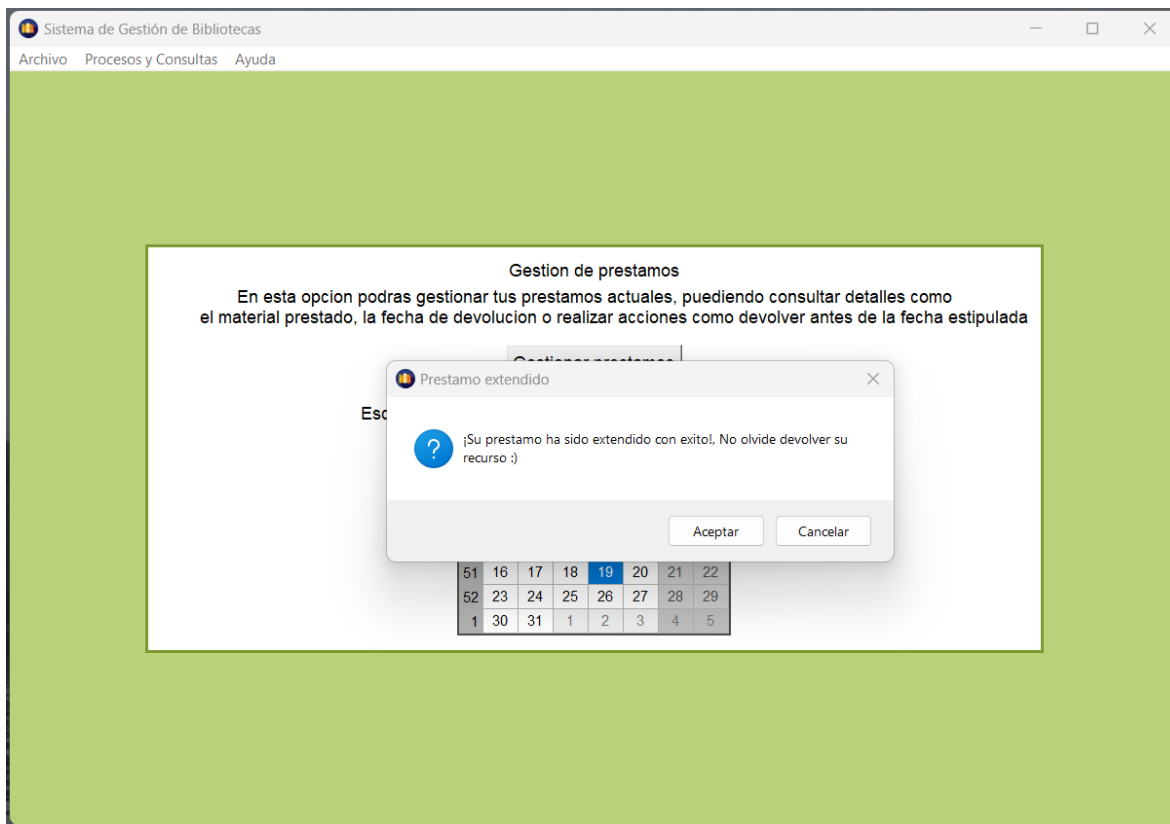 Sistema de Gestión de Bibliotecas
Archivo Procesos y Consultas Ayuda
Gestion de prestamos
En esta opcion podras gestionar tus prestamos actuales, puediendo consultar detalles como
el material prestado, la fecha de devolucion o realizar acciones como devolver antes de la fecha estipulada
Gestionar prestamos
Prestamo extendido
¡Su prestamo ha sido extendido con exito!, No olvide devolver su
recurso :)
Aceptar Cancelar
51 16 17 18 19 20 21 22
52 23 24 25 26 27 28 29
1 30 31 1 2 3 4 5